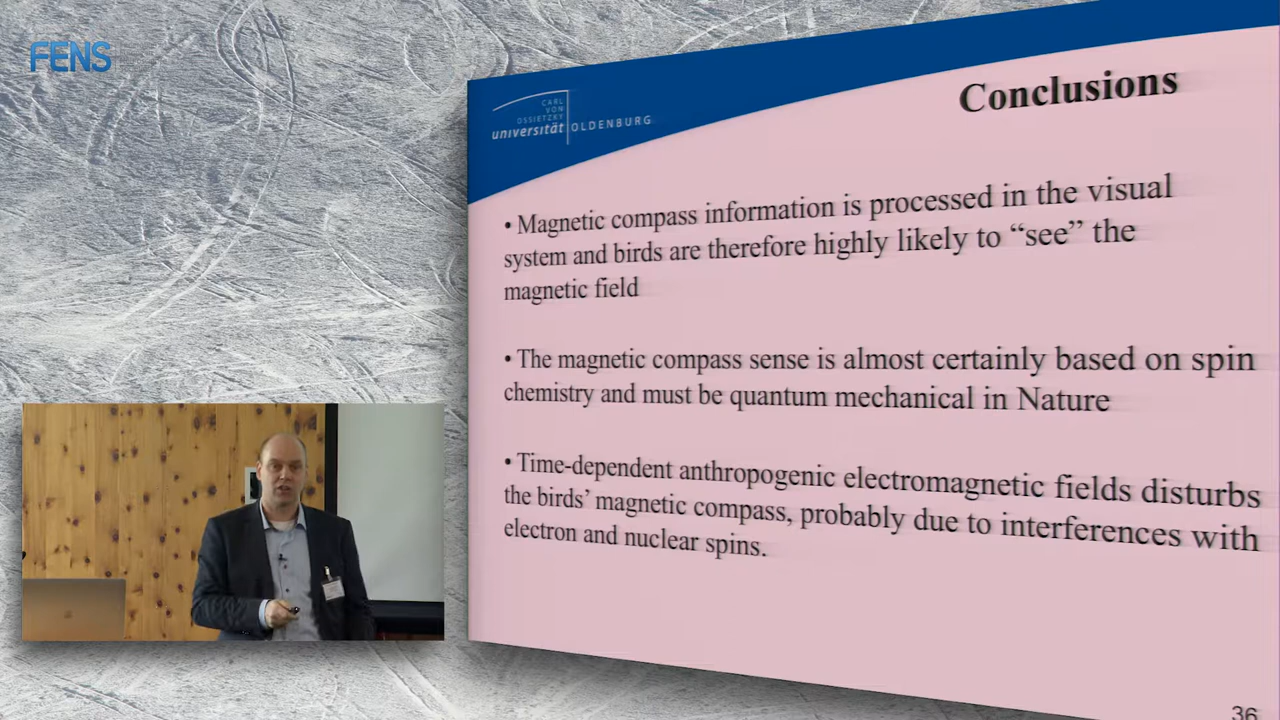 FENS
CARL
VON
OSSIETZKY
universität OLDENBURG
Conclusions
• Magnetic compass information is processed in the visual
system and birds are therefore highly likely to “see” the
magnetic field
• The magnetic compass sense is almost certainly based on spin
chemistry and must be quantum mechanical in Nature
• Time-dependent anthropogenic electromagnetic fields disturbs
the birds’ magnetic compass, probably due to interferences with
electron and nuclear spins.
36